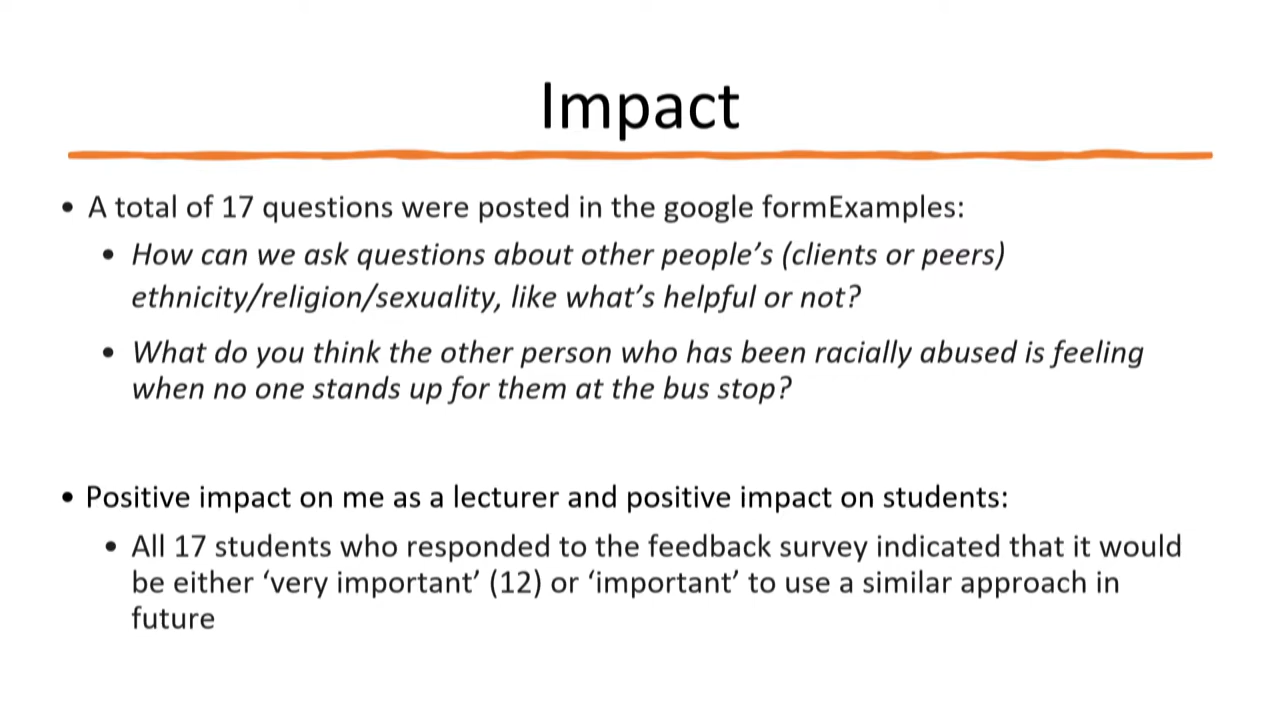 Impact
• A total of 17 questions were posted in the google formExamples:
• How can we ask questions about other people’s (clients or peers)
ethnicity/religion/sexuality, like what’s helpful or not?
• What do you think the other person who has been racially abused is feeling
when no one stands up for them at the bus stop?
• Positive impact on me as a lecturer and positive impact on students:
• All 17 students who responded to the feedback survey indicated that it would
be either ‘very important’ (12) or ‘important’ to use a similar approach in
future